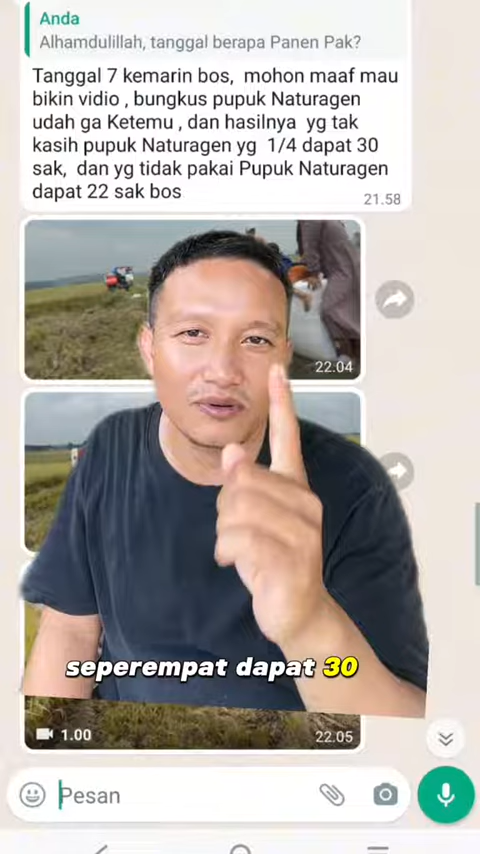 Anda
Alhamdulillah, tanggal berapa Panen Pak?
Tanggal 7 kemarin bos,  mohon maaf mau
bikin vidio , bungkus pupuk Naturagen
udah ga Ketemu , dan hasilnya  yg tak
kasih pupuk Naturagen yg  1/4 dapat 30
sak,  dan yg tidak pakai Pupuk Naturagen
dapat 22 sak bos
21.58
22.04
seperempat dapat 30
1.00
22.05
Pesan